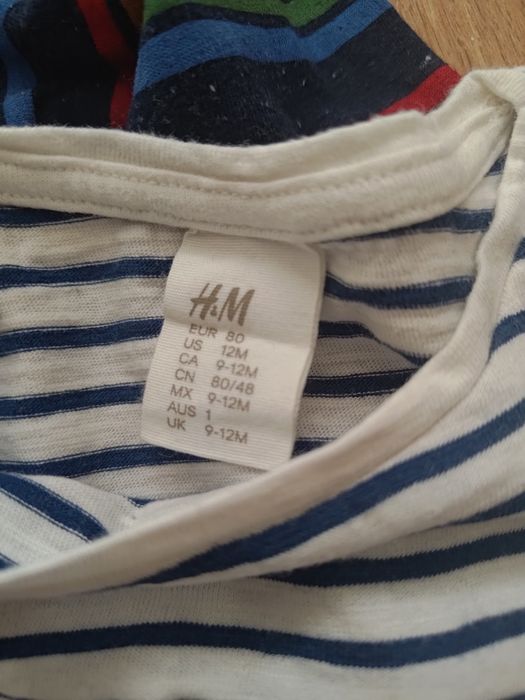 H&M
EUR 80
US 12M
CA 9-12M
CN 80/48
MX 9-12M
AUS 1
UK 9-12M